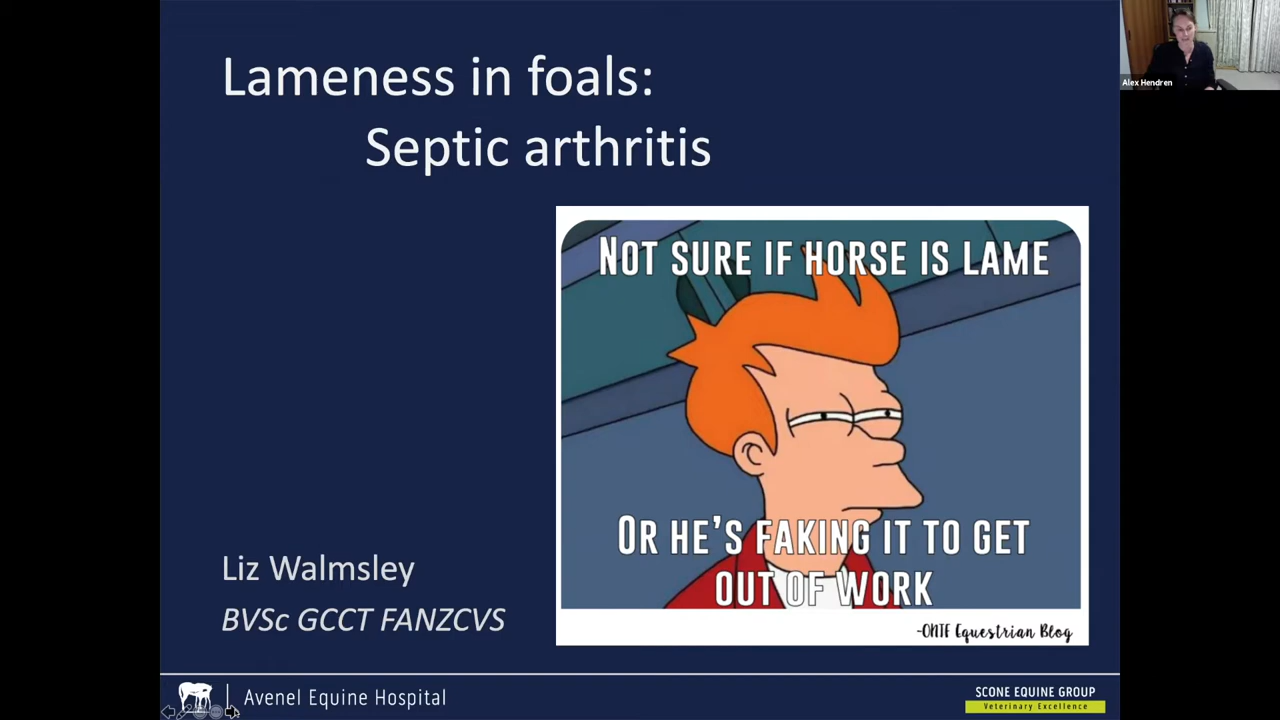 Lameness in foals:
Septic arthritis
NOT SURE IF HORSE IS LAME
OR HE'S FAKING IT TO GET
OUT OF WORK
-ONTF Equestrian Blog
Liz Walmsley
BVSc GCCT FANZCVS
Avenel Equine Hospital
SCONE EQUINE GROUP
Veterinary Excellence
Alex Hendren